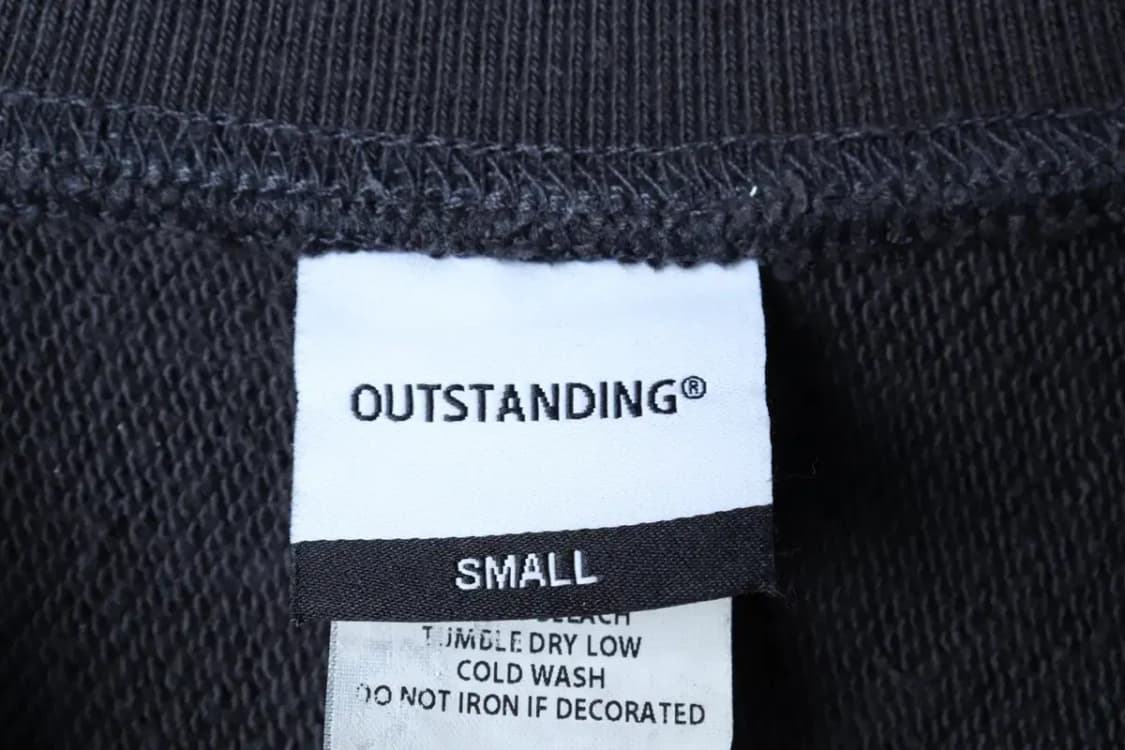 OUTSTANDING®
SMALL
TUMBLE DRY LOW
COLD WASH
DO NOT IRON IF DECORATED